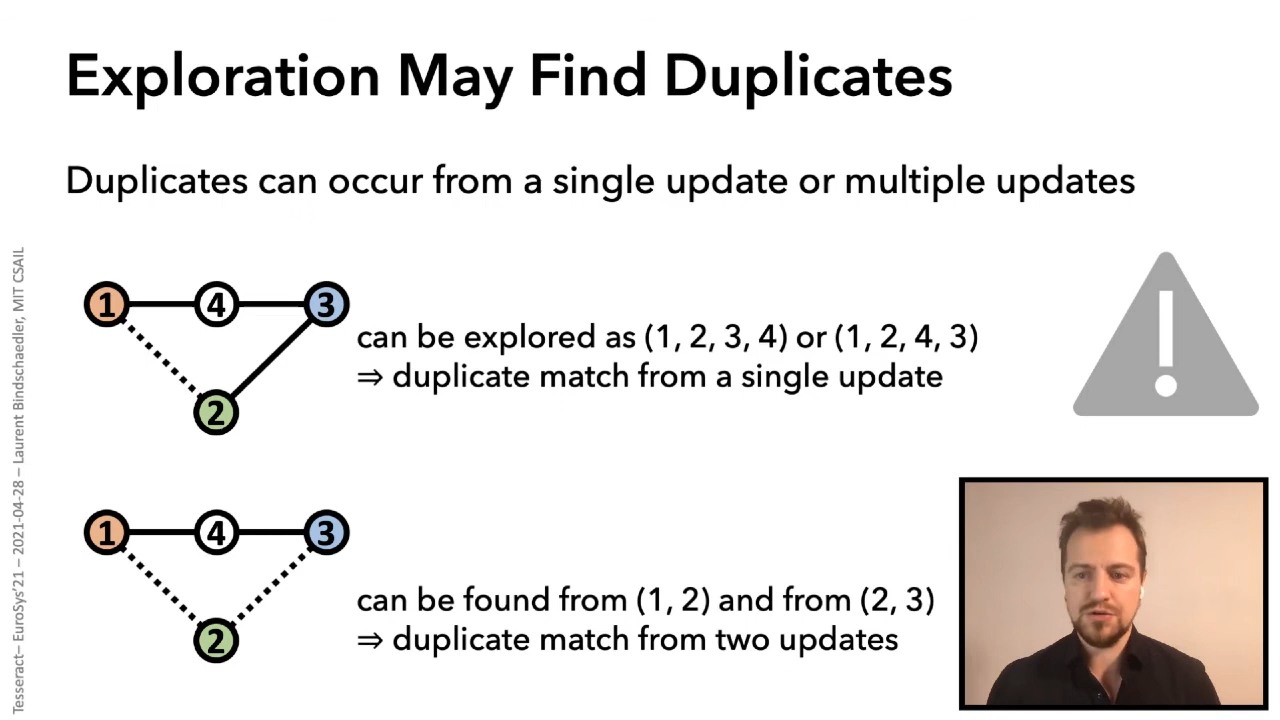 Exploration May Find Duplicates
Duplicates can occur from a single update or multiple updates
1
4
3
2
can be explored as (1, 2, 3, 4) or (1, 2, 4, 3)
⇒ duplicate match from a single update
1
4
3
2
can be found from (1, 2) and from (2, 3)
⇒ duplicate match from two updates
Tesseract– EuroSys'21 – 2021-04-28 – Laurent Bindschaedler, MIT CSAIL